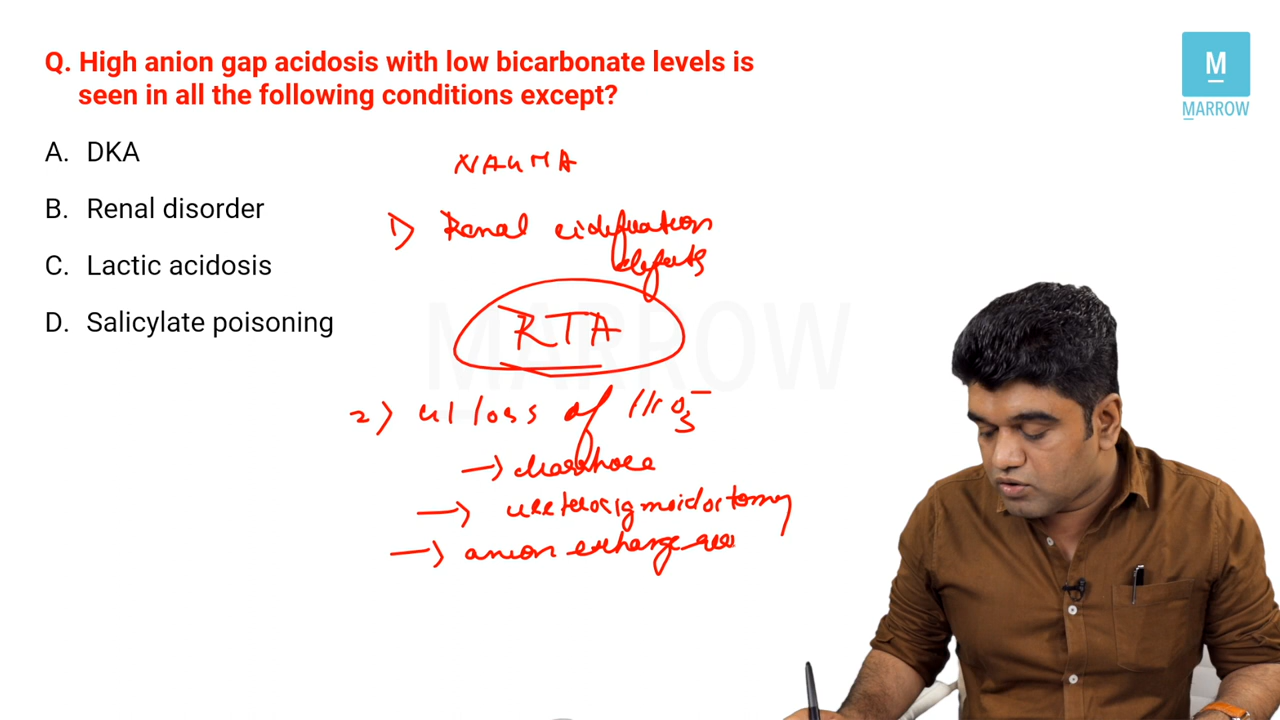 Q. High anion gap acidosis with low bicarbonate levels is
seen in all the following conditions except?
M
MARROW
A. DKA
B. Renal disorder
C. Lactic acidosis
D. Salicylate poisoning
NAGMA
1) Renal
defects
RTA
MARROW
2) GI loss of HCO3-
→ diarrhoea
→ ureterosigmoidostomy
→ anion exchange